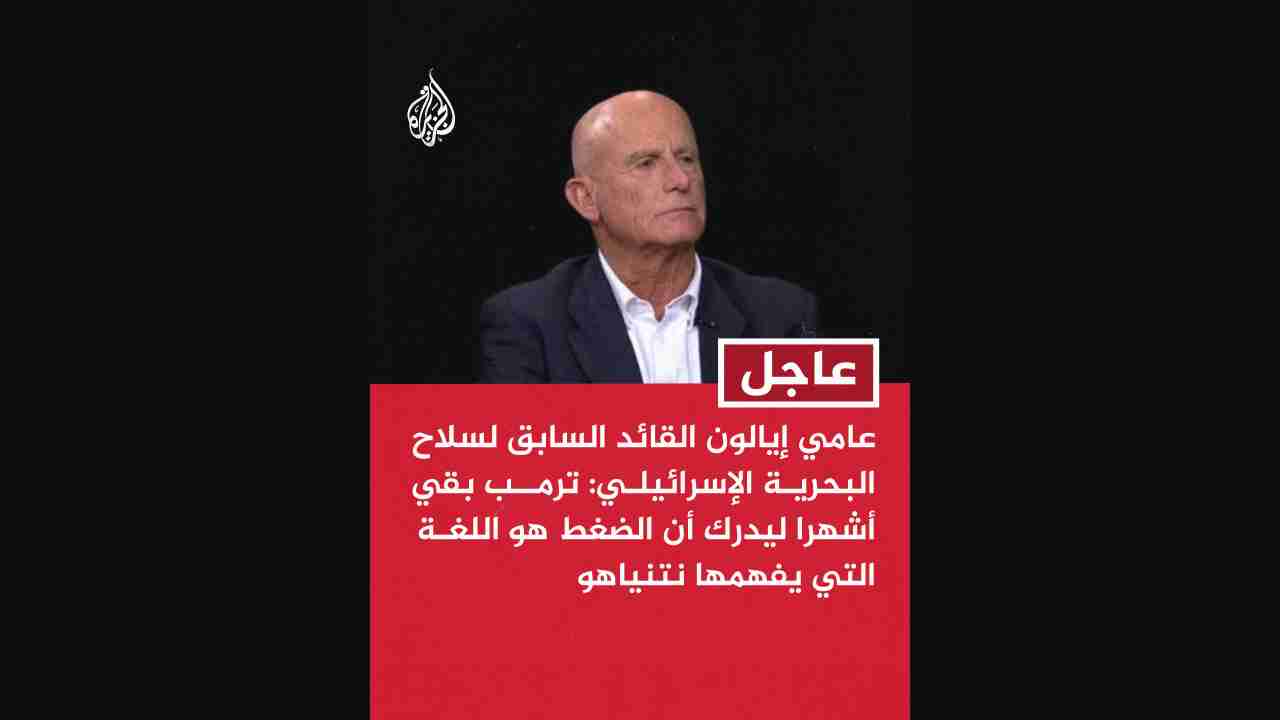 الجزيرة
عاجل
عامي إيالون القائد السابق لسلاح
البحرية الإسرائيلي: ترمب بقي
أشهرا ليدرك أن الضغط هو اللغة
التي يفهمها نتنياهو